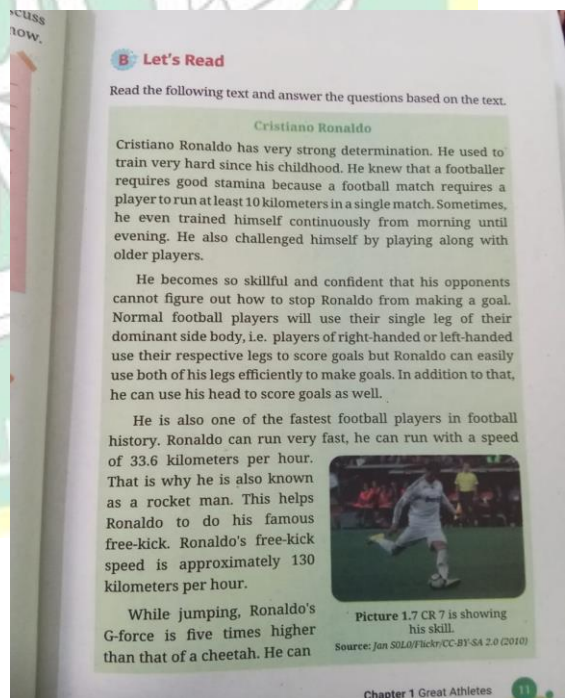 cuss
now.
B Let's Read
Read the following text and answer the questions based on the text.
Cristiano Ronaldo
Cristiano Ronaldo has very strong determination. He used to
train very hard since his childhood. He knew that a footballer
requires good stamina because a football match requires a
player to run at least 10 kilometers in a single match. Sometimes,
he even trained himself continuously from morning until
evening. He also challenged himself by playing along with
older players.
He becomes so skillful and confident that his opponents
cannot figure out how to stop Ronaldo from making a goal.
Normal football players will use their single leg of their
dominant side body, i.e. players of right-handed or left-handed
use their respective legs to score goals but Ronaldo can easily
use both of his legs efficiently to make goals. In addition to that,
he can use his head to score goals as well.
He is also one of the fastest football players in football
history. Ronaldo can run very fast, he can run with a speed
of 33.6 kilometers per hour.
That is why he is also known
as a rocket man. This helps
Ronaldo to do his famous
free-kick. Ronaldo's free-kick
speed is approximately 130
kilometers per hour.
While jumping, Ronaldo's
G-force is five times higher
than that of a cheetah. He can
Picture 1.7 CR 7 is showing
his skill.
Source: Jan SOL0/Flickr/CC-BY-SA 2.0 (2010)
Chapter 1 Great Athletes 11